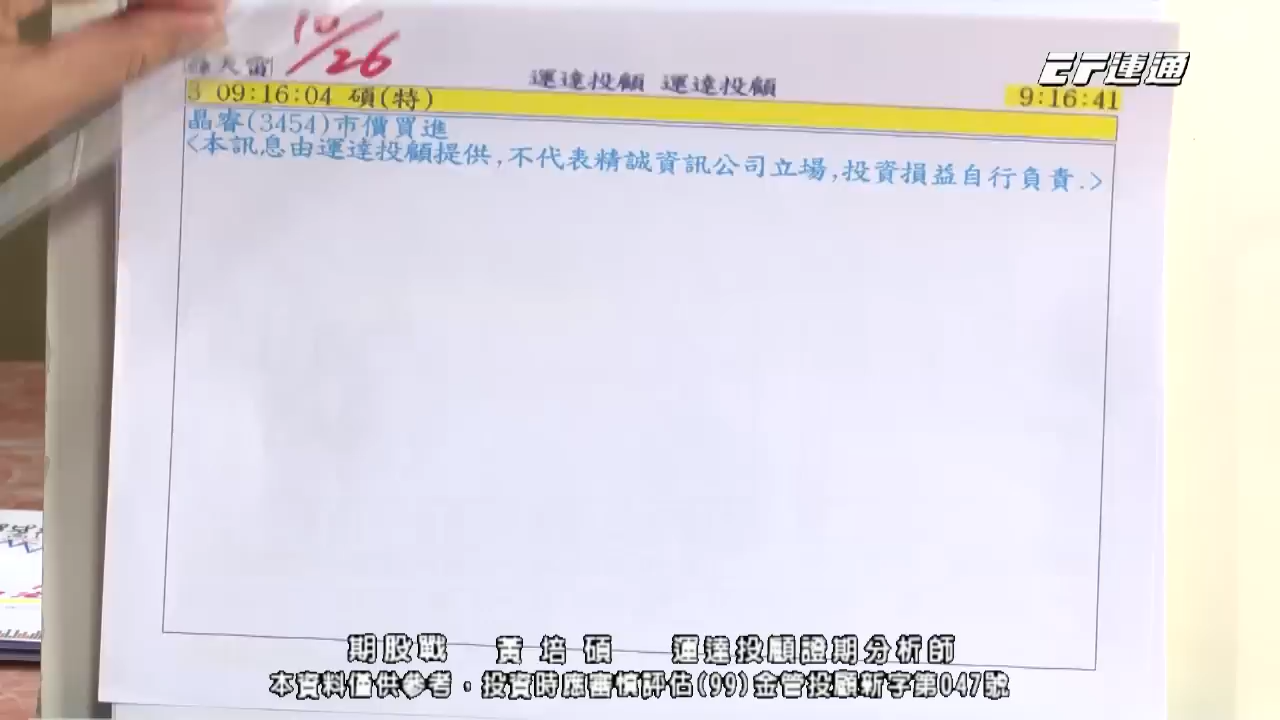 10/26
運通
運達投顧 運達投顧
3 09:16:04 碩(特)
9:16:41
晶睿(3454)市價買進
<本訊息由運達投顧提供,不代表精誠資訊公司立場,投資損益自行負責.>
期股戰 黃培碩 運達投顧證期分析師
本資料僅供參考，投資時應審慎評估(99)金管投顧新字第047號